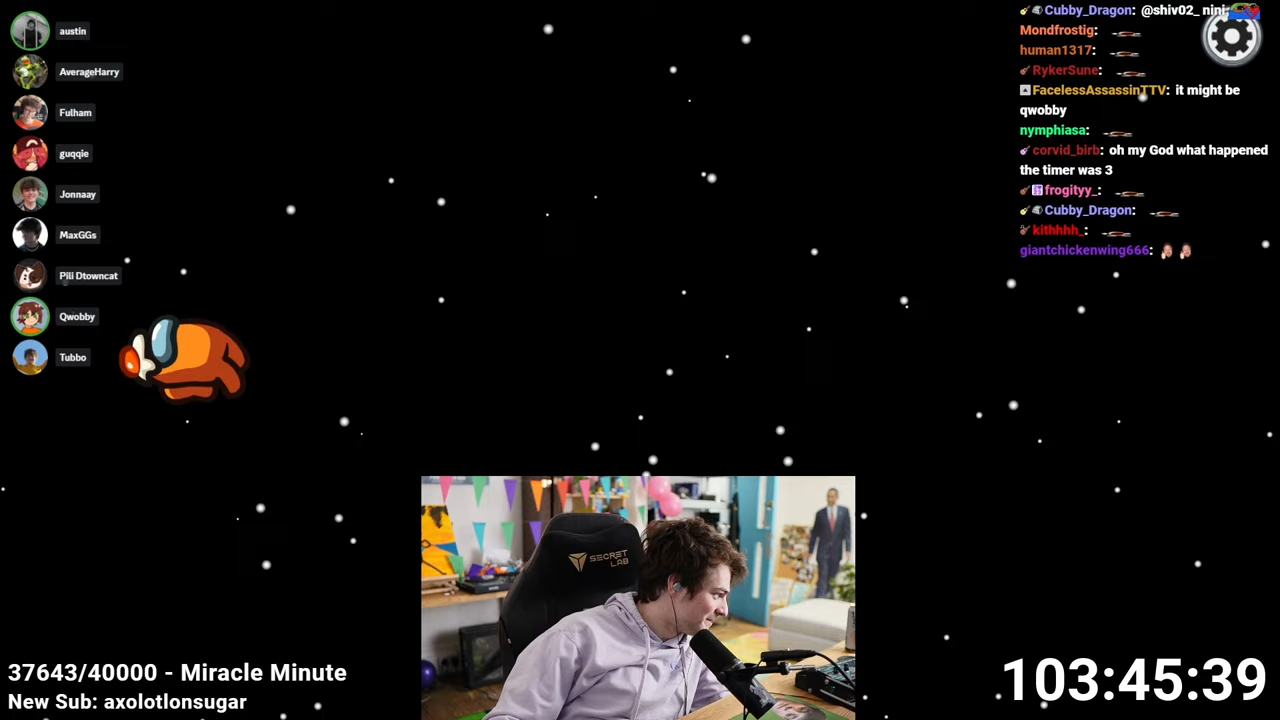 austin
AverageHarry
Fulham
guqqie
Jonnaay
MaxGGs
Pili Dtowncat
Qwobby
Tubbo
Cubby_Dragon: @shiv02_
Mondfrostig:
human1317:
RykerSune:
FacelessAssassinTTV: it might be
qwobby
nymphiasa:
corvid_birb: oh my God what happened
the timer was 3
frogityy_:
Cubby_Dragon:
kithhhh_:
giantchickenwing666:
SECRET
LAB
37643/40000 - Miracle Minute
New Sub: axolotlonsugar
103:45:39